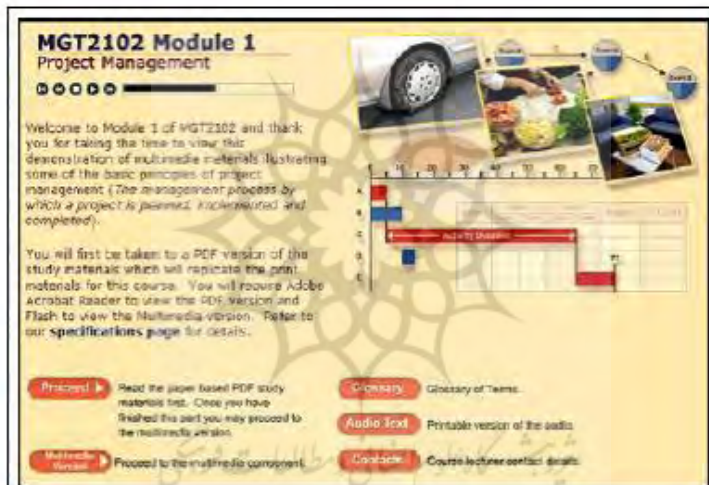 MGT2102 Module 1
Project Management
Welcome to Module 1 of MGT2102 and thank
you for taking the time to view this
demonstration of multimedia materials illustrating
some of the basic principles of project
management (The management process by
which a project is planned, implemented and
completed).
You will first be taken to a PDF version of the
study materials which will replicate the print
materials for this course. You will require Adobe
Acrobat Reader to view the PDF version and
Flash to view the Multimedia version. Refer to
our specifications page for details.
A
B
C
Activity Duration
D
E
Proceed
Read the paper based PDF study
materials first. Once you have
finished this part you may proceed to
the multimedia version.
Multimedia
Version
Proceed to the multimedia component.
Glossary
Glossary of Terms.
Audio Text
Printable version of the audio.
Contacts
Course lecturer contact details.